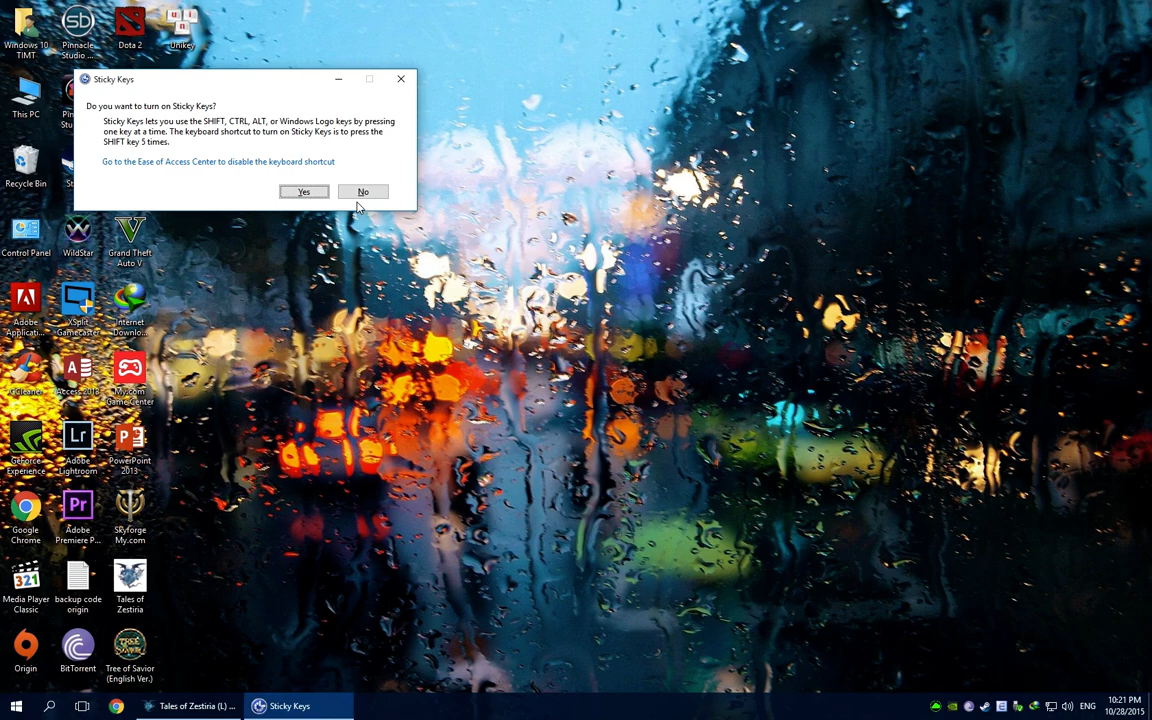 Windows 10
TIMT
Pinnacle
Studio ...
Dota 2
Unikey
Sticky Keys
Do you want to turn on Sticky Keys?
Sticky Keys lets you use the SHIFT, CTRL, ALT, or Windows Logo keys by pressing
one key at a time. The keyboard shortcut to turn on Sticky Keys is to press the
SHIFT key 5 times.
Go to the Ease of Access Center to disable the keyboard shortcut
Yes
No
This PC
Recycle Bin
Control Panel
WildStar
Grand Theft
Auto V
Adobe
Applicati...
XSplit
Gamecaster
Internet
Downlo...
CCleaner
Access 2013
My.com
Game Center
GeForce
Experience
Adobe
Lightroom
PowerPoint
2013
Google
Chrome
Adobe
Premiere P...
Skyforge
My.com
Media Player
Classic
backup code
origin
Tales of
Zestiria
Origin
BitTorrent
Tree of Savior
(English Ver.)
Tales of Zestiria (L) ...
Sticky Keys
ENG
10:21 PM
10/28/2015